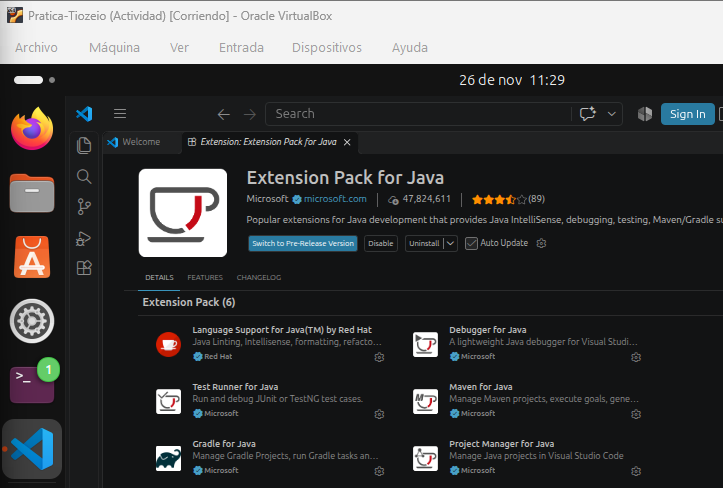 Pratica-Tiozeio (Actividad) [Corriendo] - Oracle VirtualBox
Archivo Máquina Ver Entrada Dispositivos Ayuda
26 de nov 11:29
Search
Sign In
Welcome
Extension: Extension Pack for Java
Extension Pack for Java
Microsoft microsoft.com 47,824,611 (89)
Popular extensions for Java development that provides Java IntelliSense, debugging, testing, Maven/Gradle su
Switch to Pre-Release Version Disable Uninstall Auto Update
DETAILS FEATURES CHANGELOG
Extension Pack (6)
Language Support for Java(TM) by Red Hat
Java Linting, Intellisense, formatting, refacto...
Red Hat
Debugger for Java
A lightweight Java debugger for Visual Studi...
Microsoft
Test Runner for Java
Run and debug JUnit or TestNG test cases.
Microsoft
Maven for Java
Manage Maven projects, execute goals, gene...
Microsoft
Gradle for Java
Manage Gradle Projects, run Gradle tasks an...
Microsoft
Project Manager for Java
Manage Java projects in Visual Studio Code
Microsoft
1